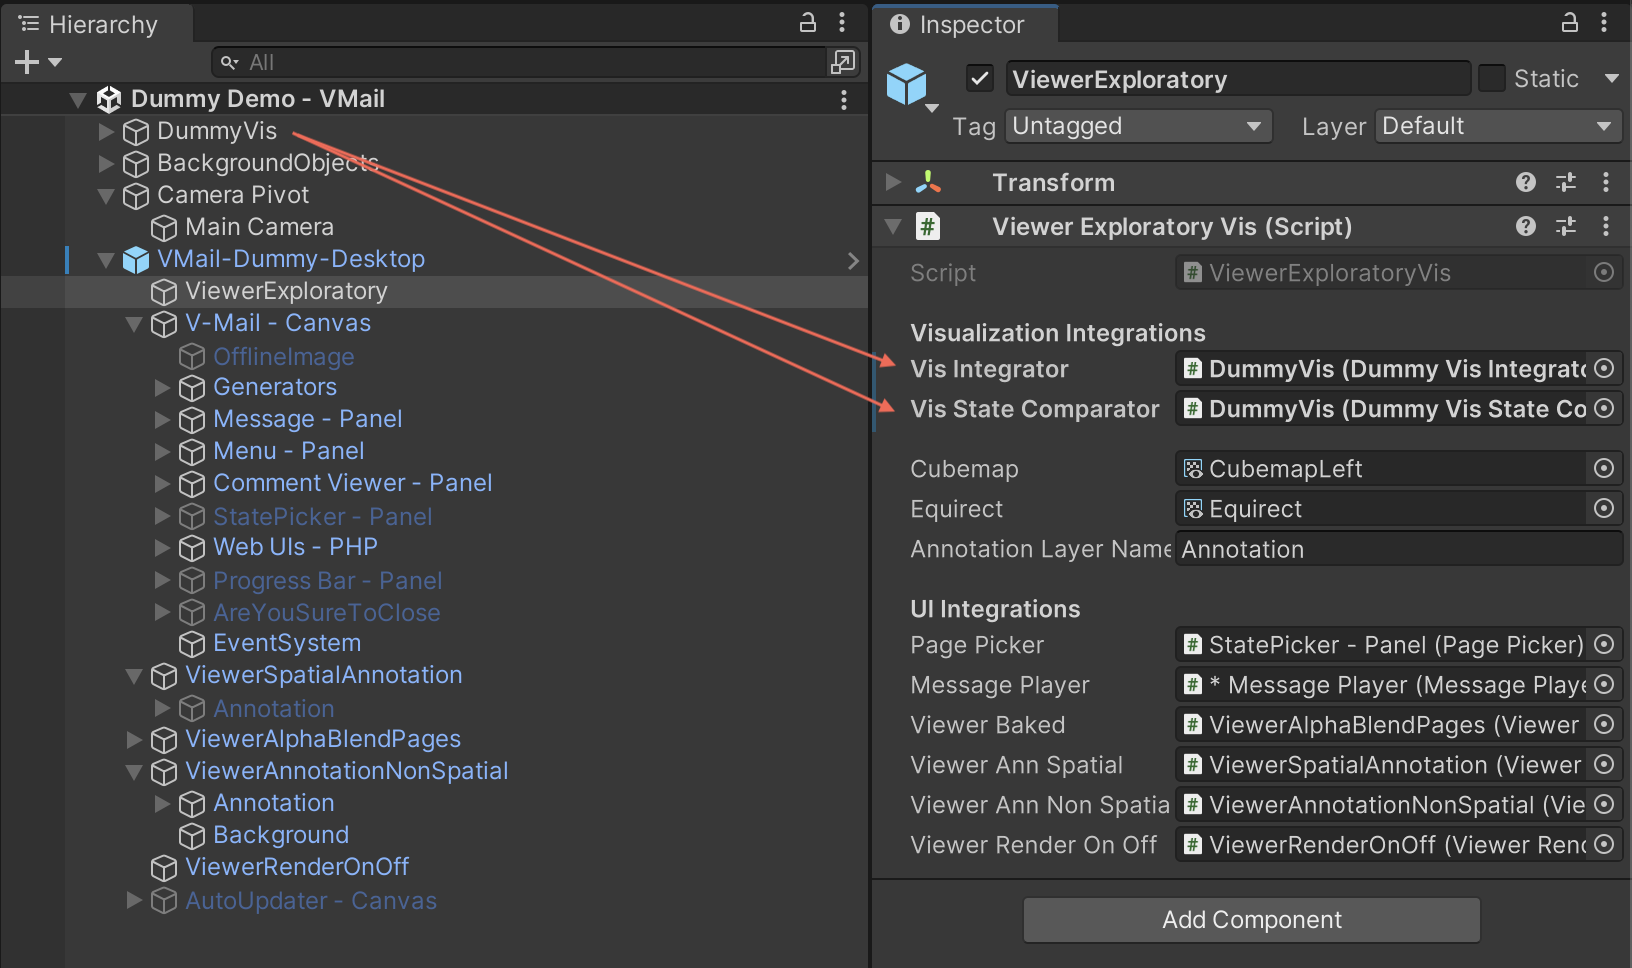 Hierarchy
All
Dummy Demo - VMail
DummyVis
BackgroundObjects
Camera Pivot
Main Camera
VMail-Dummy-Desktop
ViewerExploratory
V-Mail - Canvas
OfflineImage
Generators
Message - Panel
Menu - Panel
Comment Viewer - Panel
StatePicker - Panel
Web UIs - PHP
Progress Bar - Panel
AreYouSureToClose
EventSystem
ViewerSpatialAnnotation
Annotation
ViewerAlphaBlendPages
ViewerAnnotationNonSpatial
Annotation
Background
ViewerRenderOnOff
AutoUpdater - Canvas
Inspector
ViewerExploratory Static
Tag Untagged Layer Default
Transform
# Viewer Exploratory Vis (Script)
Script # ViewerExploratoryVis
Visualization Integrations
Vis Integrator # DummyVis (Dummy Vis Integrato
Vis State Comparator # DummyVis (Dummy Vis State Co
Cubemap CubemapLeft
Equirect Equirect
Annotation Layer Name Annotation
UI Integrations
Page Picker # StatePicker - Panel (Page Picker)
Message Player # * Message Player (Message Playe
Viewer Baked # ViewerAlphaBlendPages (Viewer
Viewer Ann Spatial # ViewerSpatialAnnotation (Viewer
Viewer Ann Non Spatia # ViewerAnnotationNonSpatial (Vie
Viewer Render On Off # ViewerRenderOnOff (Viewer Rend
Add Component